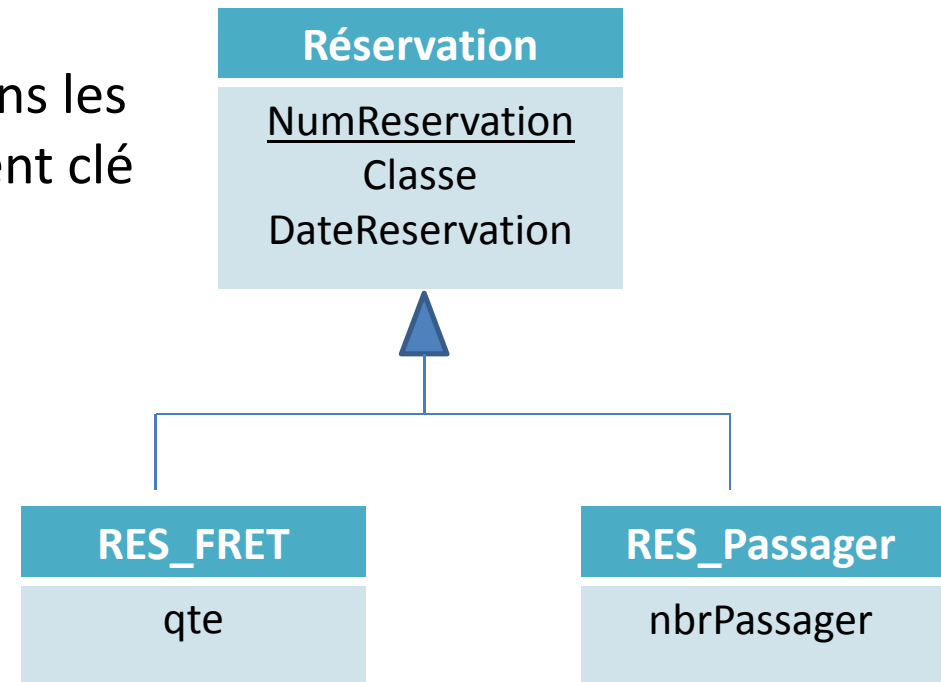 ns les
ent clé
Réservation
NumReservation
Classe
DateReservation
RES_FRET
qte
RES_Passager
nbrPassager